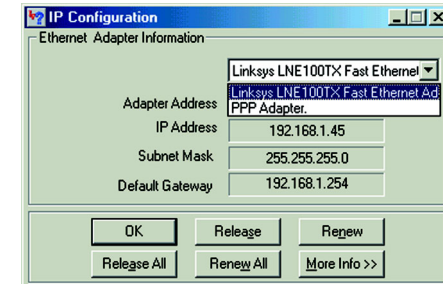 IP Configuration
Ethernet Adapter Information
Linksys LNE100TX Fast Ethernet
Linksys LNE100TX Fast Ethernet Ad
PPP Adapter.
Adapter Address
IP Address 192.168.1.45
Subnet Mask 255.255.255.0
Default Gateway 192.168.1.254
OK Release Renew
Release All Renew All More Info >>